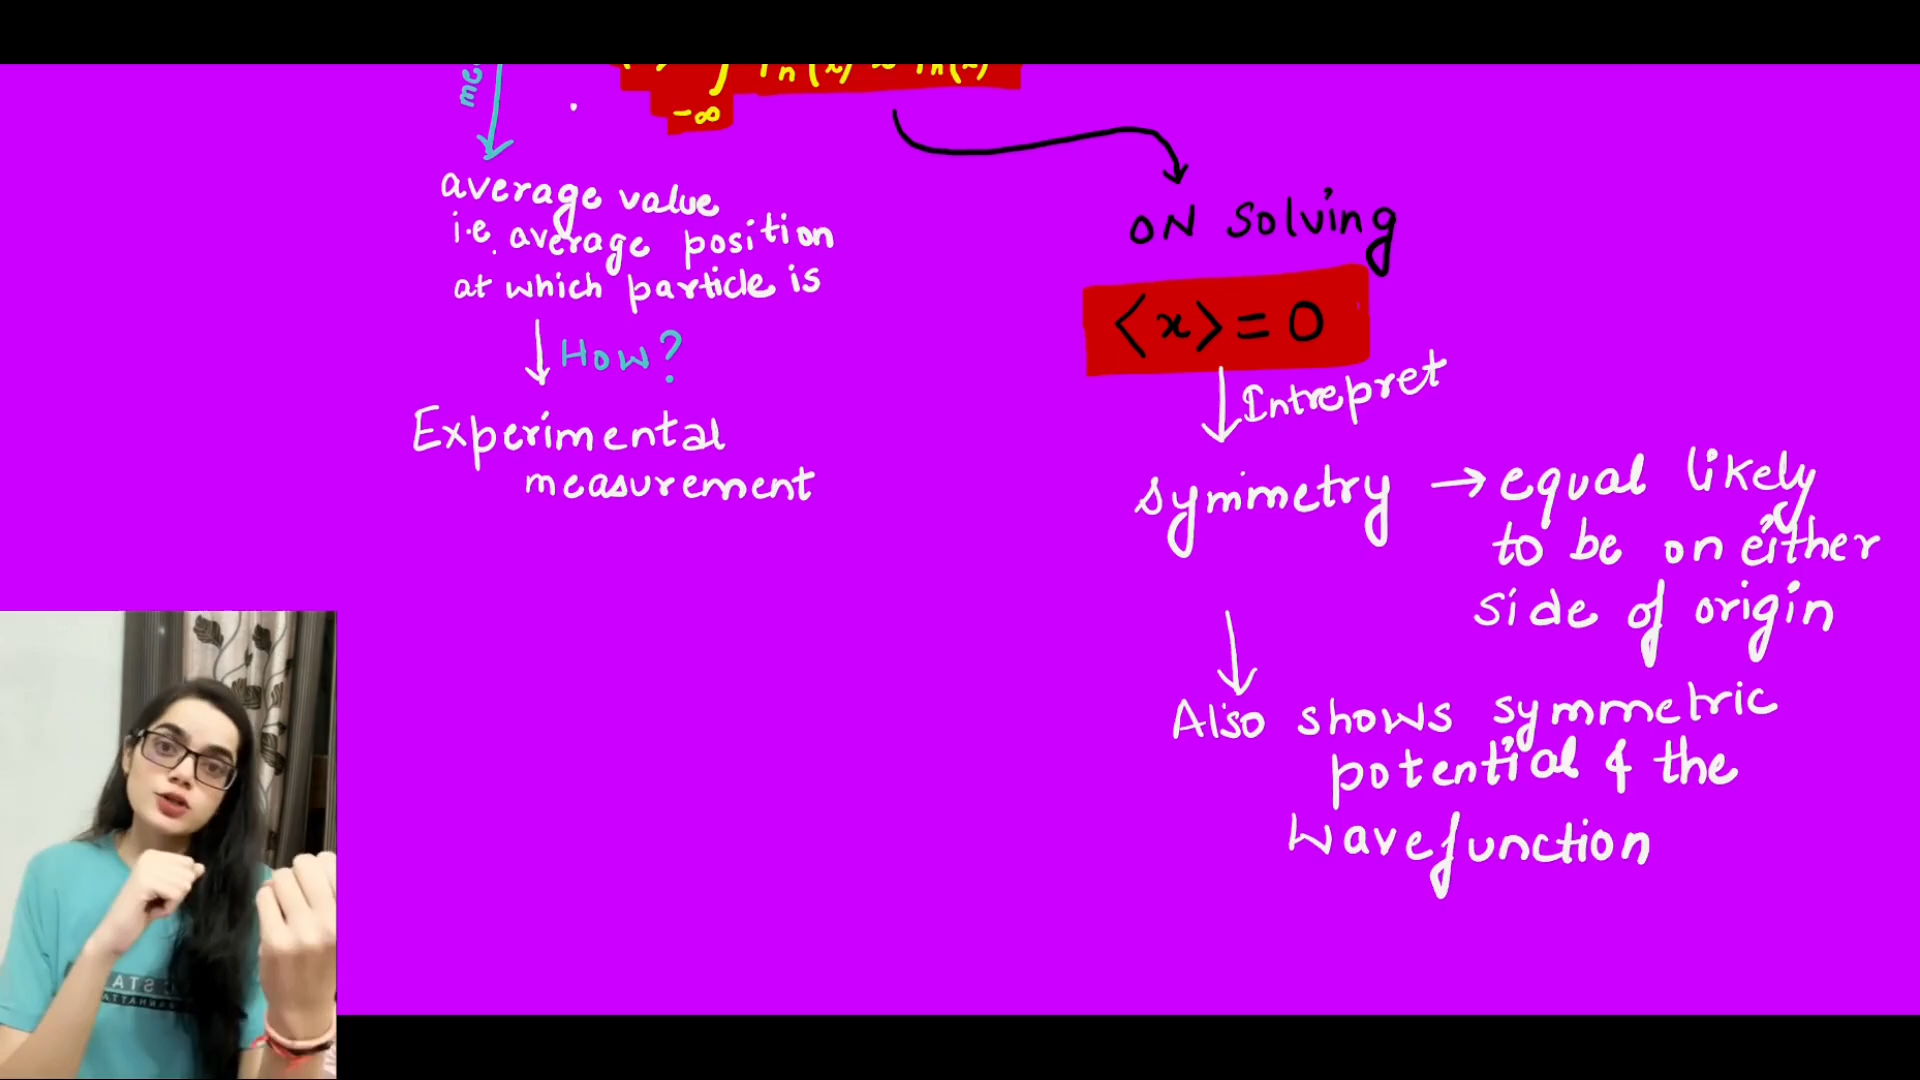 -∞
average value
i.e. average position
at which particle is
How?
Experimental
measurement
ON Solving
<x> = 0
Intrepret
symmetry → equal likely
to be on either
side of origin
Also shows symmetric
potential & the
wavefunction